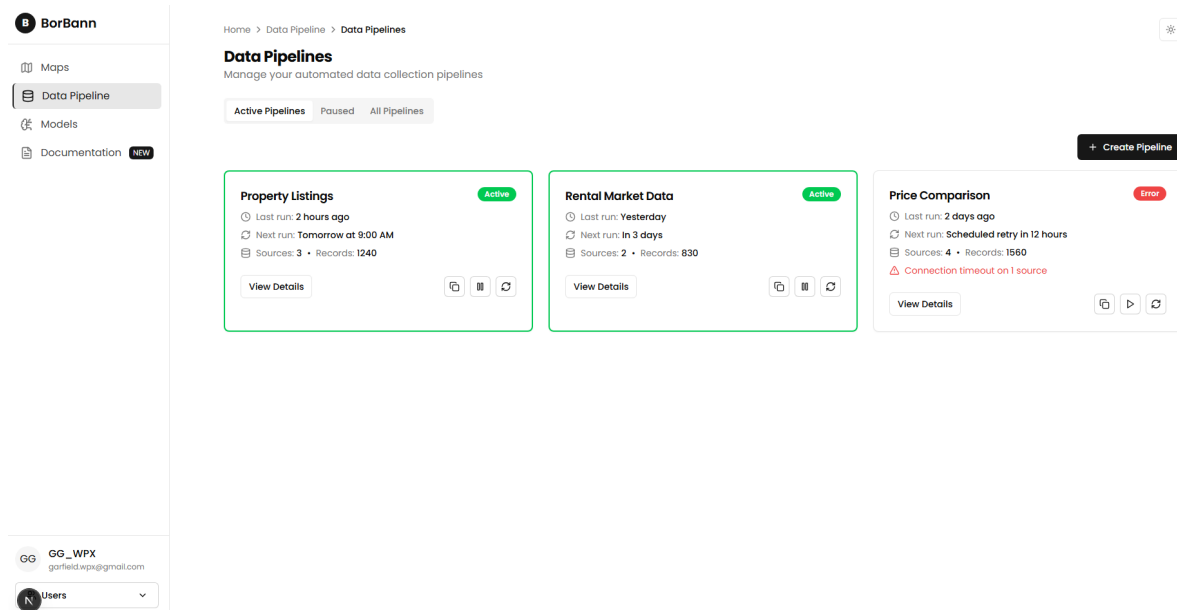 B BorBann
Maps
Data Pipeline
Models
Documentation NEW
Home > Data Pipeline > Data Pipelines
Data Pipelines
Manage your automated data collection pipelines
Active Pipelines Paused All Pipelines
+ Create Pipeline
Property Listings Active
Last run: 2 hours ago
Next run: Tomorrow at 9:00 AM
Sources: 3 • Records: 1240
View Details
Rental Market Data Active
Last run: Yesterday
Next run: In 3 days
Sources: 2 • Records: 830
View Details
Price Comparison Error
Last run: 2 days ago
Next run: Scheduled retry in 12 hours
Sources: 4 • Records: 1560
Connection timeout on 1 source
View Details
GG GG_WPX
garfield.wpx@gmail.com
N Users